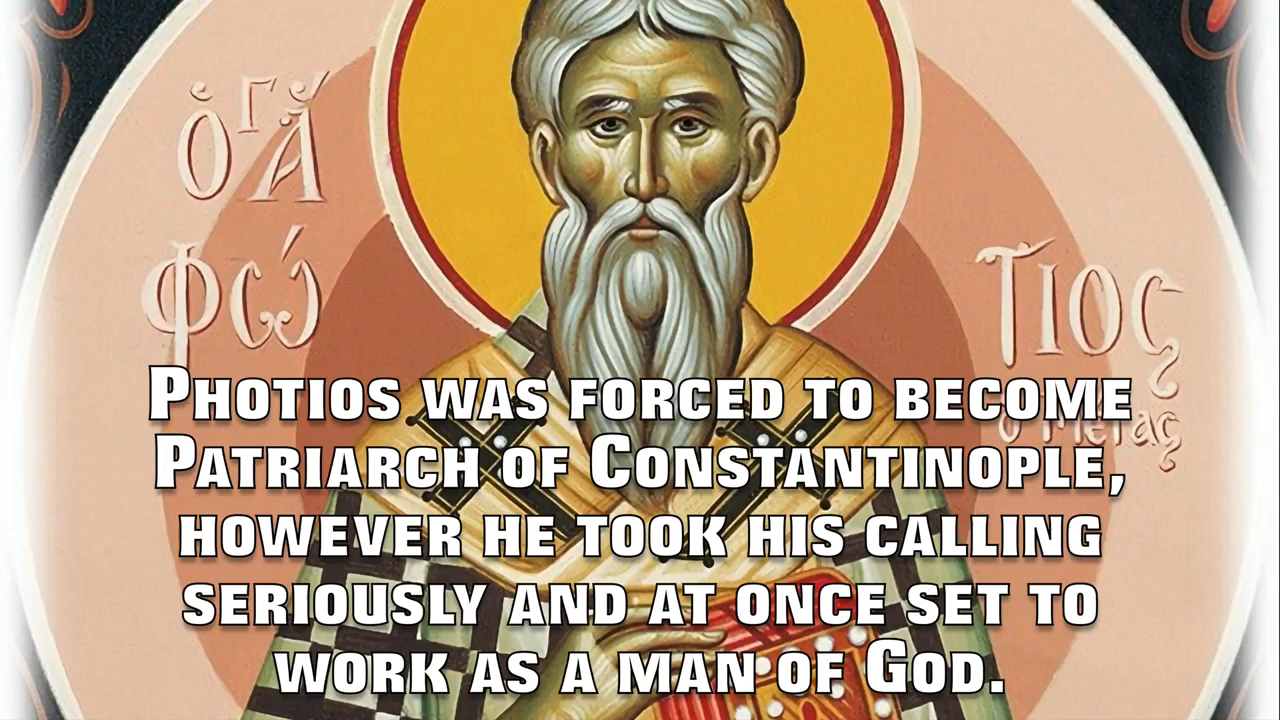 ὁ ἍΓ
Φώ
τιος
ὁ Μέγας
Photios was forced to become
Patriarch of Constantinople,
however he took his calling
seriously and at once set to
work as a man of God.